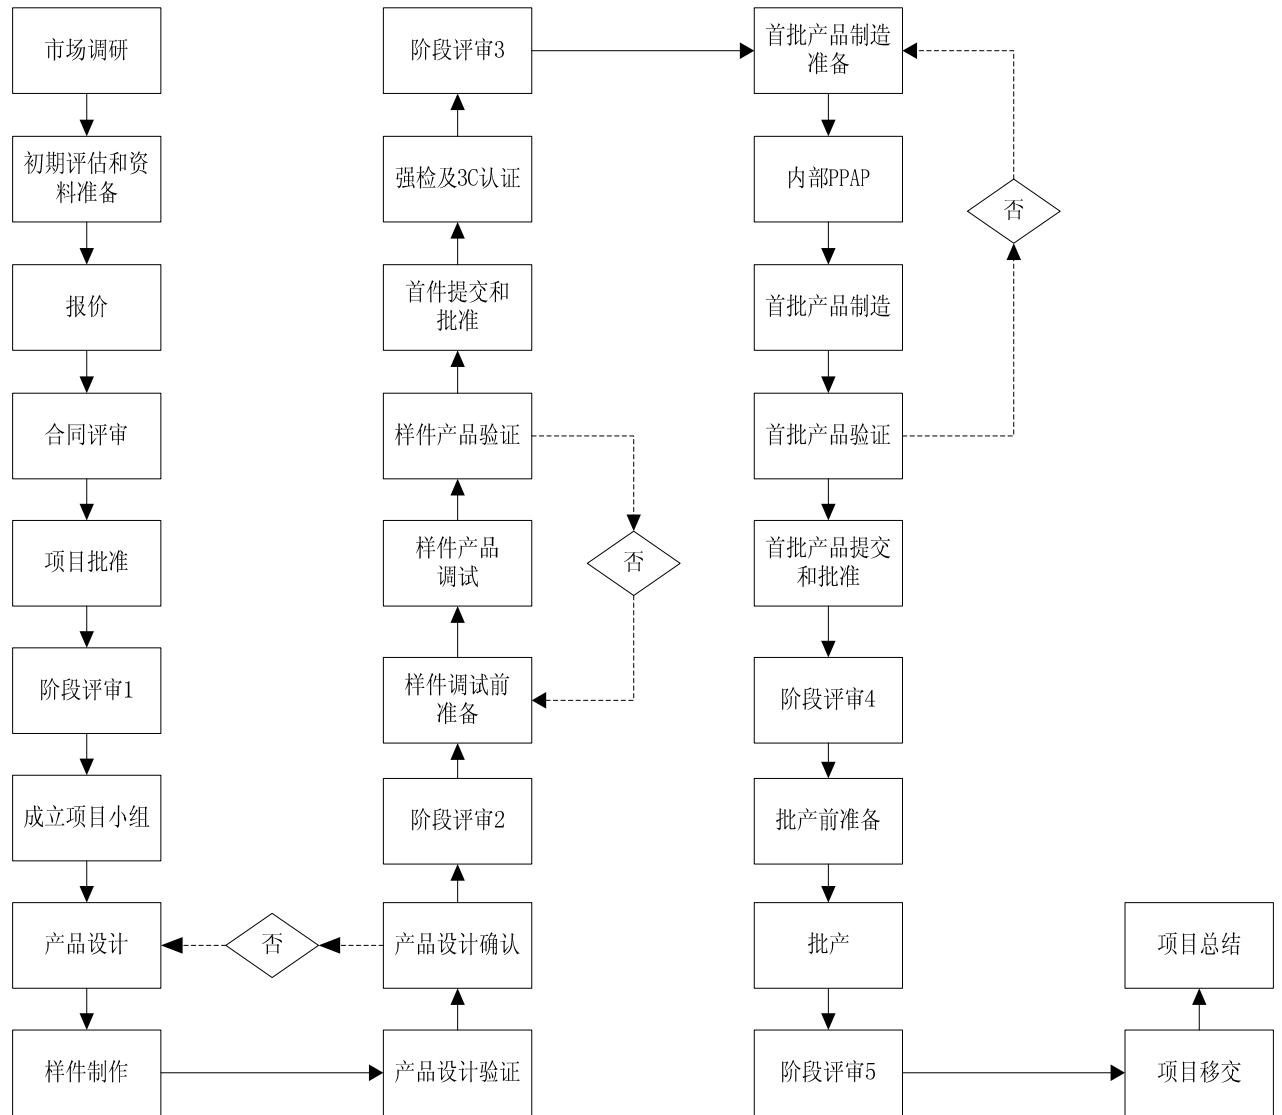 市场调研
初期评估和资
料准备
报价
合同评审
项目批准
阶段评审1
成立项目小组
产品设计
样件制作
否
阶段评审3
强检及3C认证
首件提交和
批准
样件产品验证
样件产品
调试
样件调试前
准备
阶段评审2
产品设计确认
产品设计验证
否
首批产品制造
准备
内部PPAP
首批产品制造
首批产品验证
首批产品提交
和批准
阶段评审4
批产前准备
批产
阶段评审5
否
项目总结
项目移交